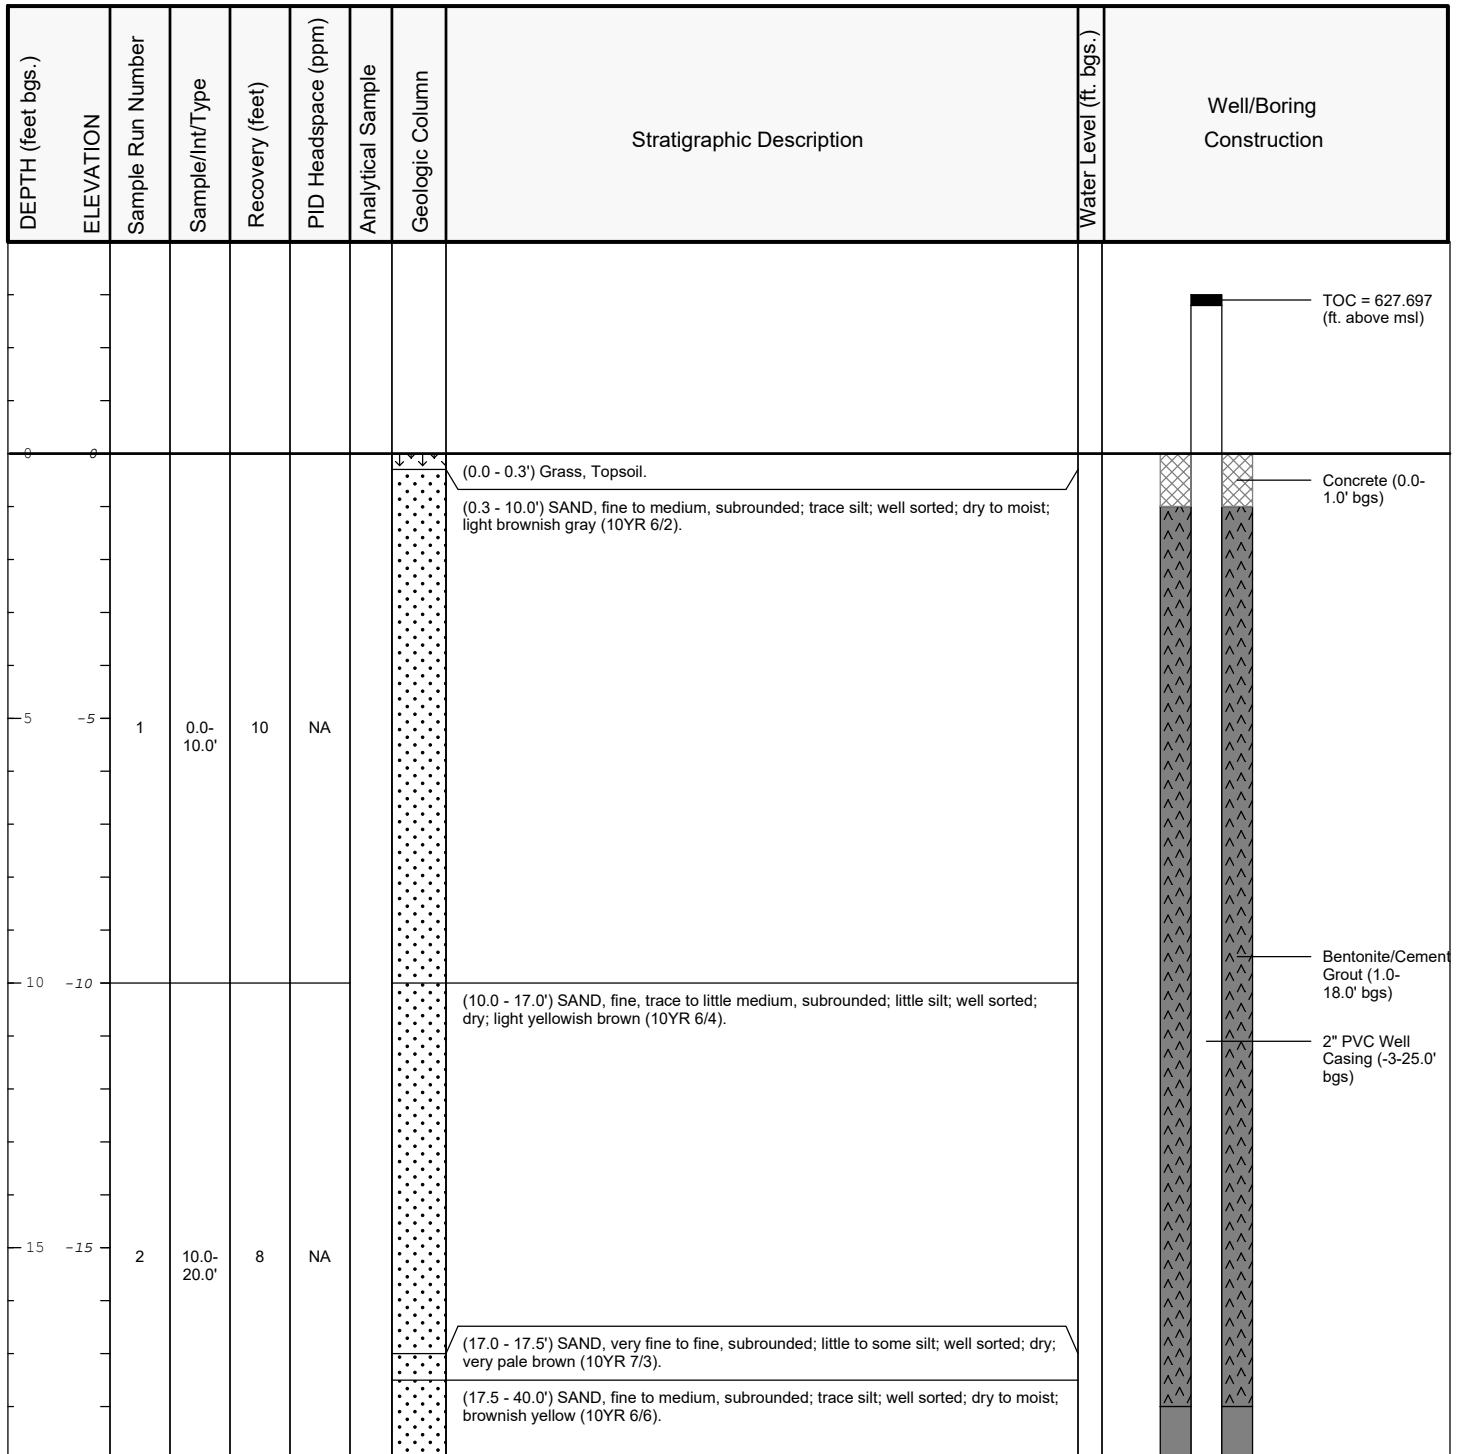 DEPTH (feet bgs.)
ELEVATION
Sample Run Number
Sample/Int/Type
Recovery (feet)
PID Headspace (ppm)
Analytical Sample
Geologic Column
Stratigraphic Description
Water Level (ft. bgs.)
Well/Boring
Construction
TOC = 627.697
(ft. above msl)
0 0
(0.0 - 0.3') Grass, Topsoil.
Concrete (0.0-
1.0' bgs)
(0.3 - 10.0') SAND, fine to medium, subrounded; trace silt; well sorted; dry to moist;
light brownish gray (10YR 6/2).
5 -5
1
0.0-
10.0'
10
NA
Bentonite/Cement
Grout (1.0-
18.0' bgs)
10 -10
(10.0 - 17.0') SAND, fine, trace to little medium, subrounded; little silt; well sorted;
dry; light yellowish brown (10YR 6/4).
2" PVC Well
Casing (-3-25.0'
bgs)
15 -15
2
10.0-
20.0'
8
NA
(17.0 - 17.5') SAND, very fine to fine, subrounded; little to some silt; well sorted; dry;
very pale brown (10YR 7/3).
(17.5 - 40.0') SAND, fine to medium, subrounded; trace silt; well sorted; dry to moist;
brownish yellow (10YR 6/6).